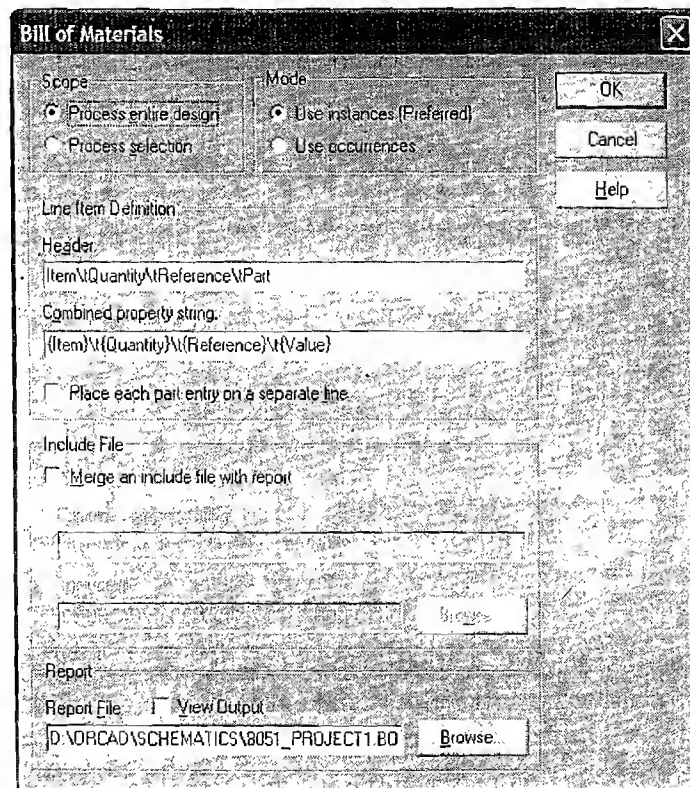 Bill of Materials
Scope
Process entire design
Process selection
Mode
Use instances (Preferred)
Use occurrences
OK
Cancel
Help
Line Item Definition
Header:
Item\tQuantity\tReference\tPart
Combined property string:
{Item}\t{Quantity}\t{Reference}\t{Value}
Place each part entry on a separate line
Include File
Merge an include file with report
Browse...
Report
Report File:
View Output
D:\ORCAD\SCHEMATICS\8051_PROJECT1.BO
Browse...